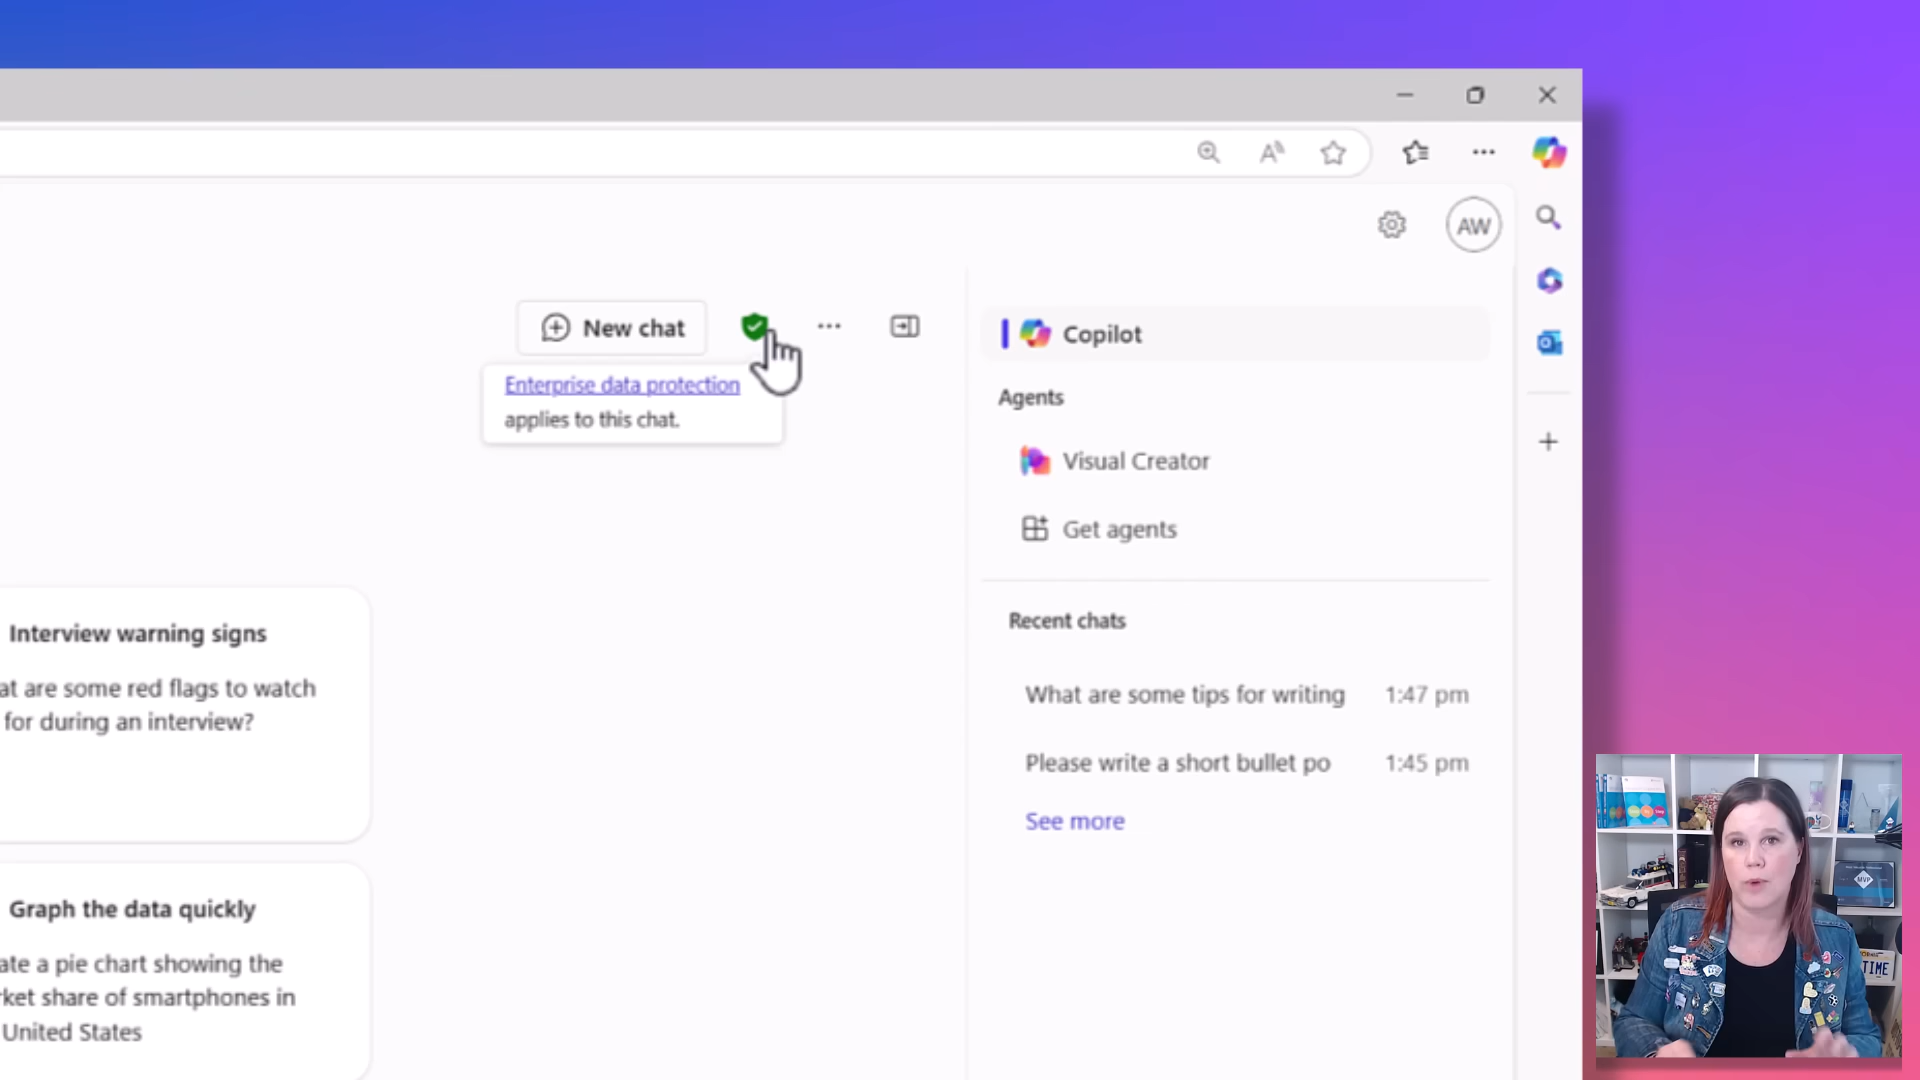 AW
New chat
Enterprise data protection
applies to this chat.
Copilot
Agents
Visual Creator
Get agents
Recent chats
What are some tips for writing 1:47 pm
Please write a short bullet po 1:45 pm
See more
Interview warning signs
at are some red flags to watch
for during an interview?
Graph the data quickly
ate a pie chart showing the
rket share of smartphones in
United States
MVP
TIME